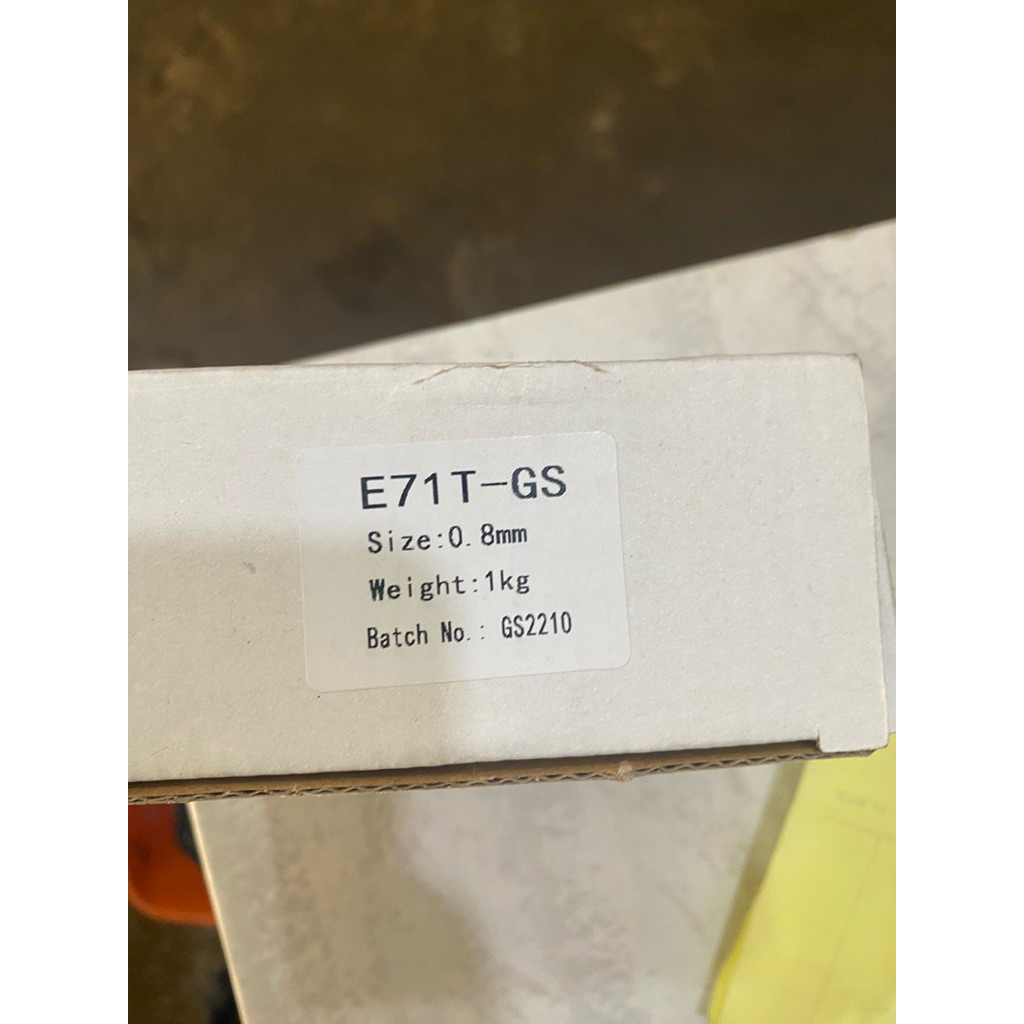 E71T-GS
Size:0.8mm
Weight:1kg
Batch No.: GS2210